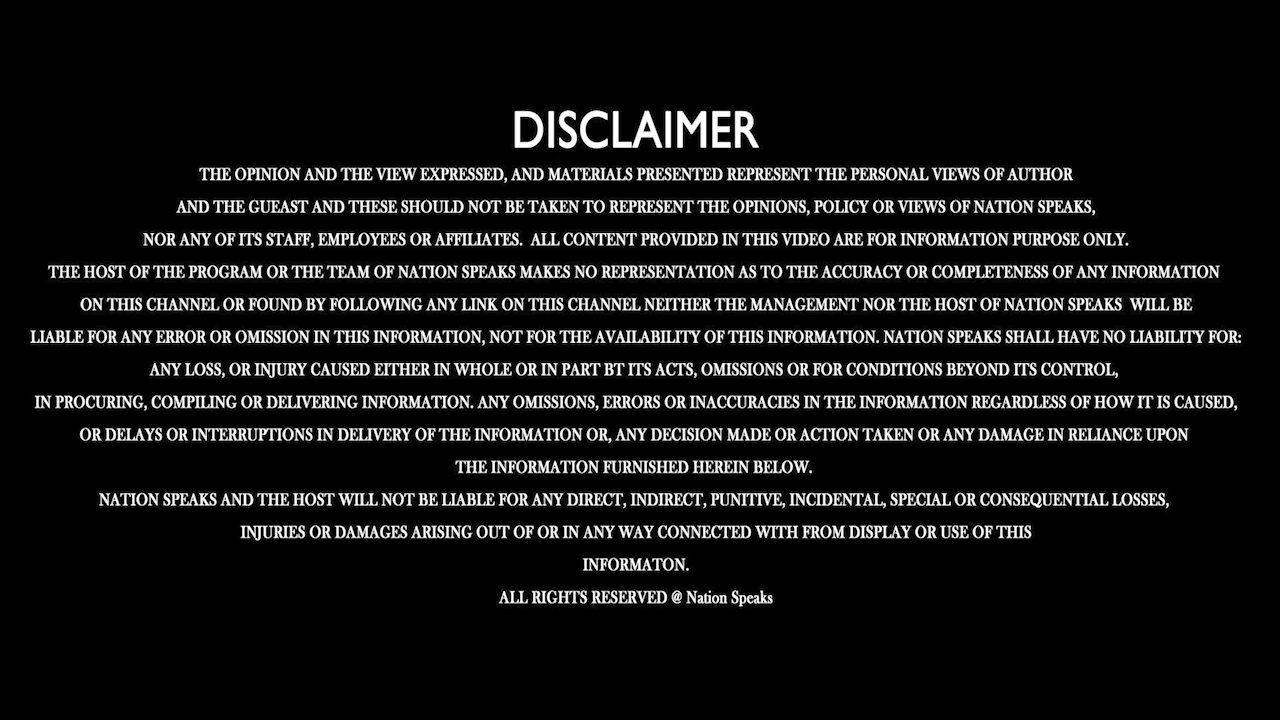 DISCLAIMER
THE OPINION AND THE VIEW EXPRESSED, AND MATERIALS PRESENTED REPRESENT THE PERSONAL VIEWS OF AUTHOR
AND THE GUEAST AND THESE SHOULD NOT BE TAKEN TO REPRESENT THE OPINIONS, POLICY OR VIEWS OF NATION SPEAKS,
NOR ANY OF ITS STAFF, EMPLOYEES OR AFFILIATES.  ALL CONTENT PROVIDED IN THIS VIDEO ARE FOR INFORMATION PURPOSE ONLY.
THE HOST OF THE PROGRAM OR THE TEAM OF NATION SPEAKS MAKES NO REPRESENTATION AS TO THE ACCURACY OR COMPLETENESS OF ANY INFORMATION
ON THIS CHANNEL OR FOUND BY FOLLOWING ANY LINK ON THIS CHANNEL NEITHER THE MANAGEMENT NOR THE HOST OF NATION SPEAKS  WILL BE
LIABLE FOR ANY ERROR OR OMISSION IN THIS INFORMATION, NOT FOR THE AVAILABILITY OF THIS INFORMATION. NATION SPEAKS SHALL HAVE NO LIABILITY FOR:
ANY LOSS, OR INJURY CAUSED EITHER IN WHOLE OR IN PART BT ITS ACTS, OMISSIONS OR FOR CONDITIONS BEYOND ITS CONTROL,
IN PROCURING, COMPILING OR DELIVERING INFORMATION. ANY OMISSIONS, ERRORS OR INACCURACIES IN THE INFORMATION REGARDLESS OF HOW IT IS CAUSED,
OR DELAYS OR INTERRUPTIONS IN DELIVERY OF THE INFORMATION OR, ANY DECISION MADE OR ACTION TAKEN OR ANY DAMAGE IN RELIANCE UPON
THE INFORMATION FURNISHED HEREIN BELOW.
NATION SPEAKS AND THE HOST WILL NOT BE LIABLE FOR ANY DIRECT, INDIRECT, PUNITIVE, INCIDENTAL, SPECIAL OR CONSEQUENTIAL LOSSES,
INJURIES OR DAMAGES ARISING OUT OF OR IN ANY WAY CONNECTED WITH FROM DISPLAY OR USE OF THIS
INFORMATON.
ALL RIGHTS RESERVED @ Nation Speaks